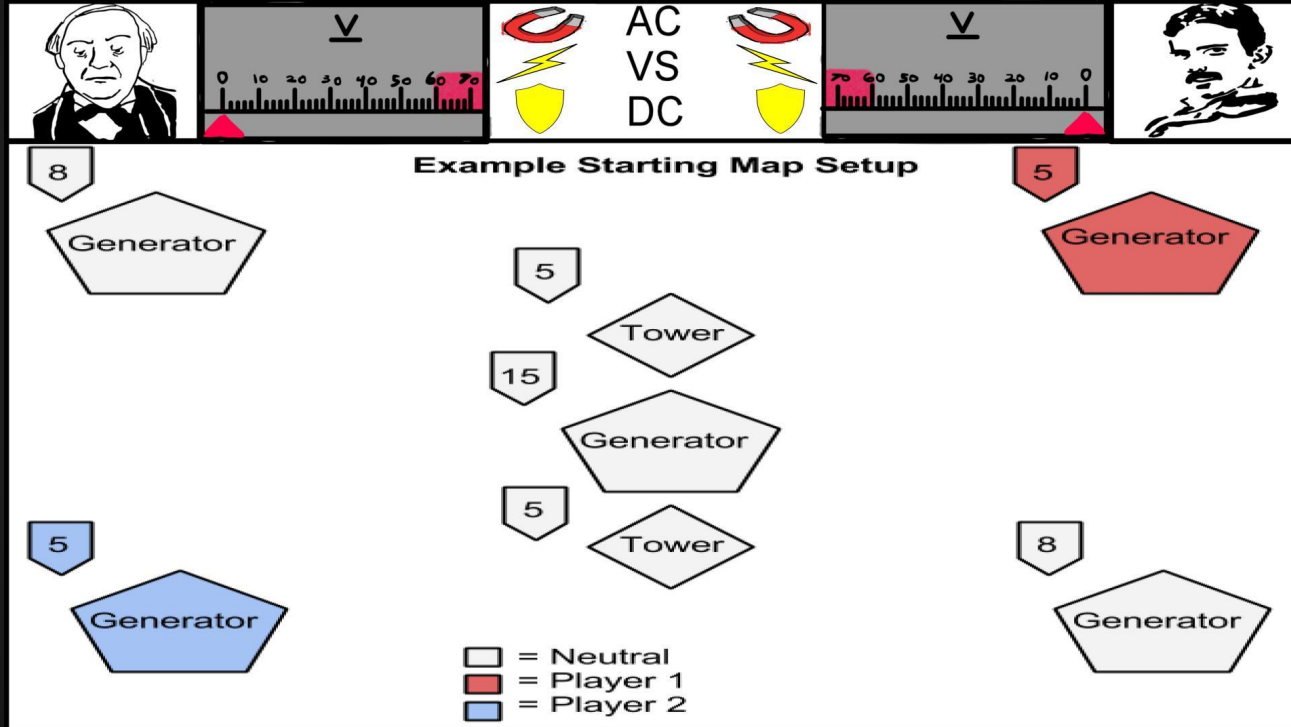 V
0 10 20 30 40 50 60 70
AC
VS
DC
V
70 60 50 40 30 20 10 0
Example Starting Map Setup
8
Generator
5
Generator
5
Tower
15
Generator
5
Tower
5
Generator
8
Generator
= Neutral
= Player 1
= Player 2